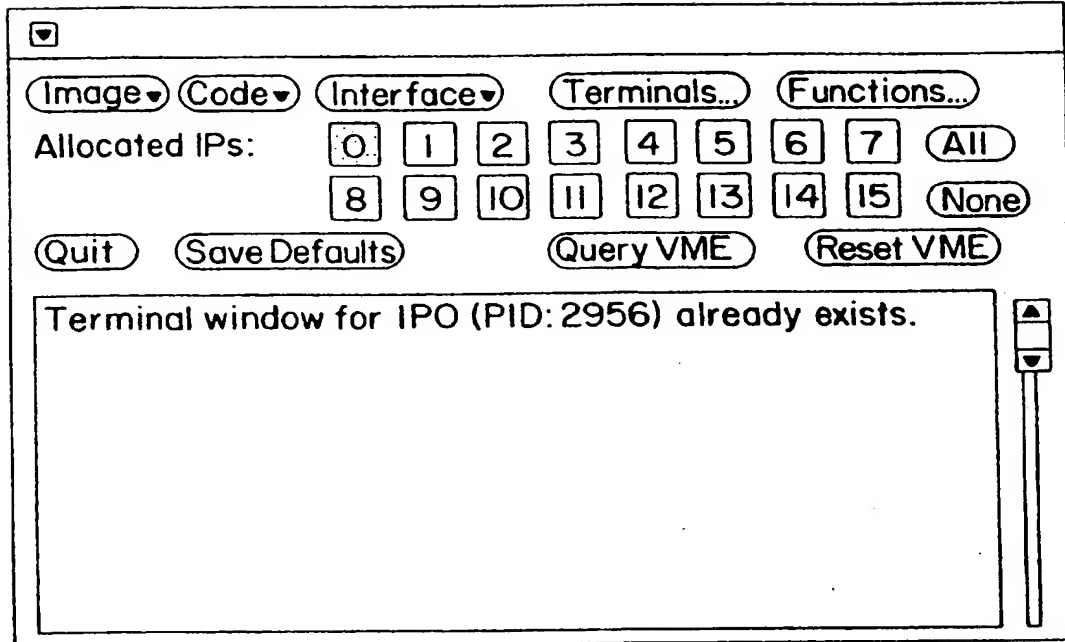 Image Code Interface Terminals... Functions...
Allocated IPs: 0 1 2 3 4 5 6 7 All
8 9 10 11 12 13 14 15 None
Quit Save Defaults Query VME Reset VME
Terminal window for IPO (PID: 2956) already exists.